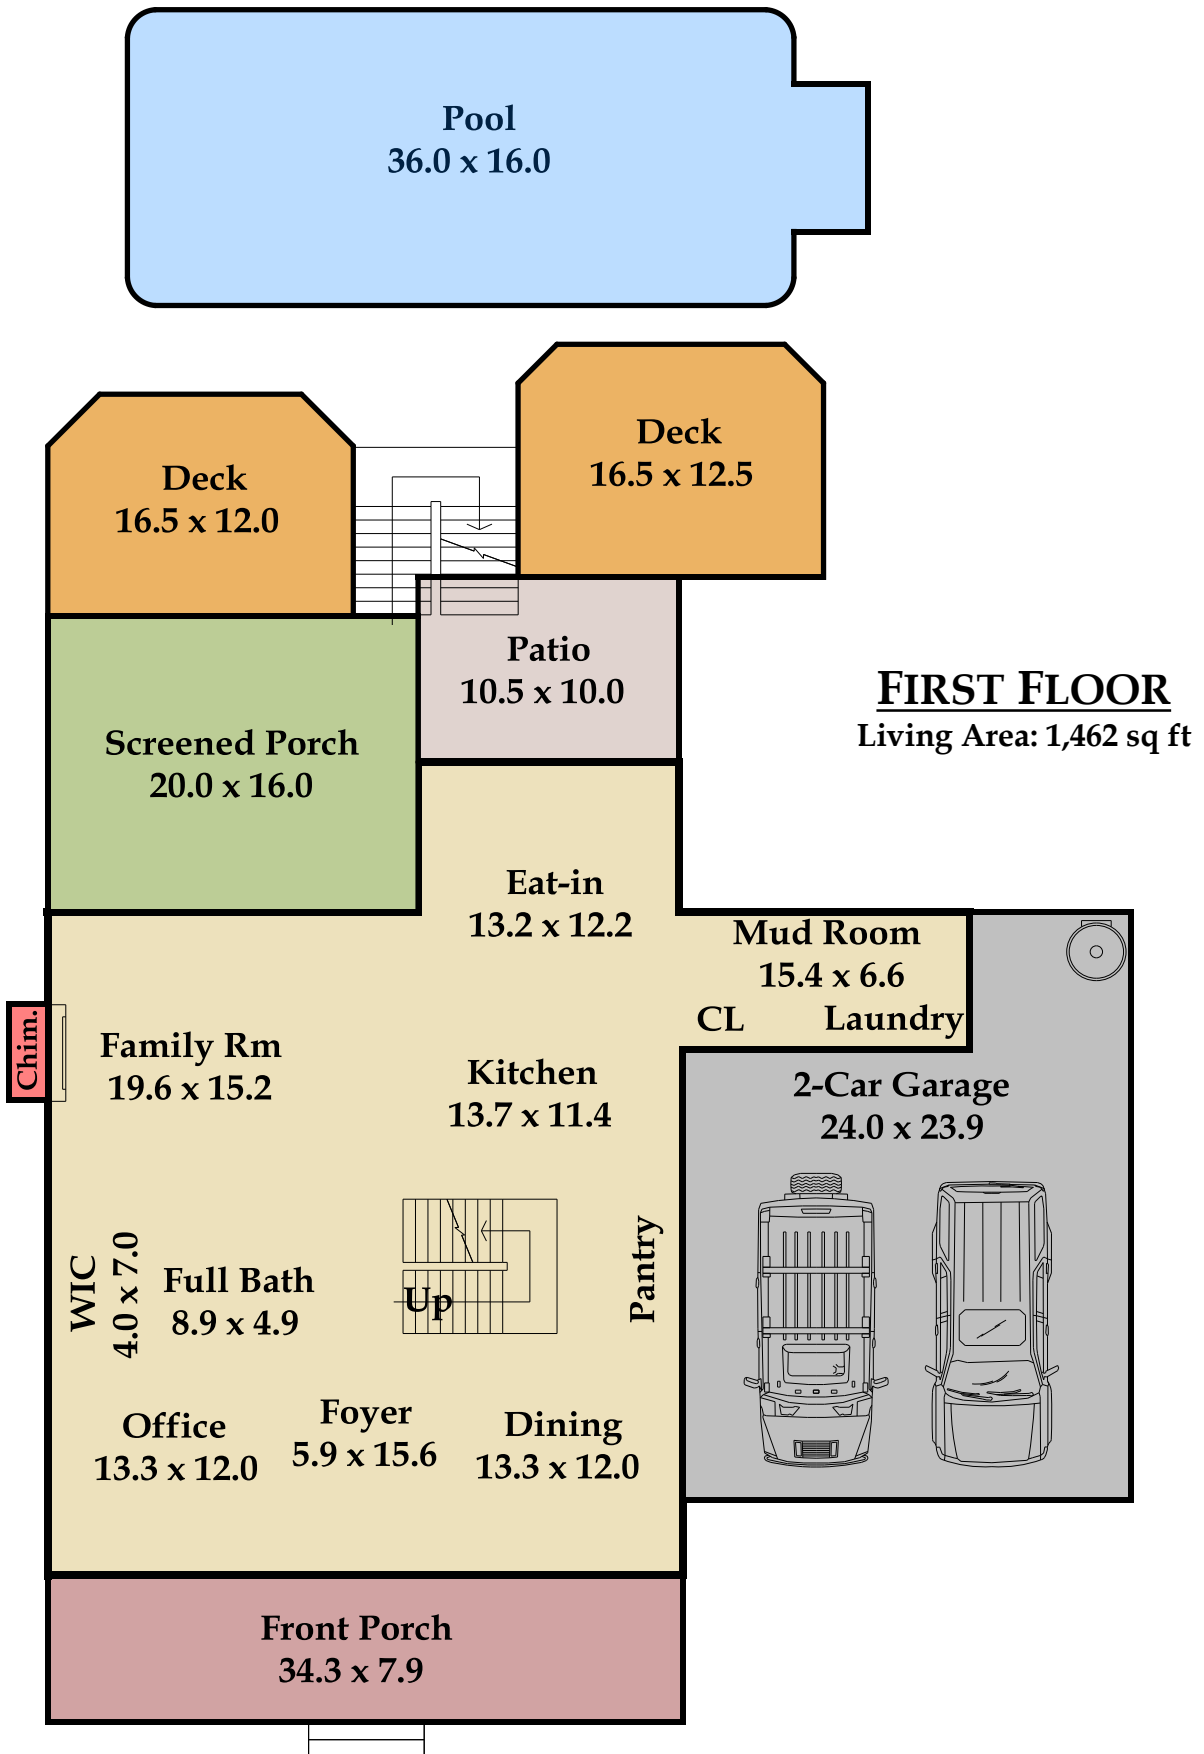 Pool
36.0 x 16.0
Deck
16.5 x 12.5
Deck
16.5 x 12.0
Patio
10.5 x 10.0
FIRST FLOOR
Living Area: 1,462 sq ft
Screened Porch
20.0 x 16.0
Eat-in
13.2 x 12.2
Mud Room
15.4 x 6.6
CL
Laundry
Chim.
Family Rm
19.6 x 15.2
Kitchen
13.7 x 11.4
2-Car Garage
24.0 x 23.9
WIC
4.0 x 7.0
Full Bath
8.9 x 4.9
Up
Pantry
Office
13.3 x 12.0
Foyer
5.9 x 15.6
Dining
13.3 x 12.0
Front Porch
34.3 x 7.9